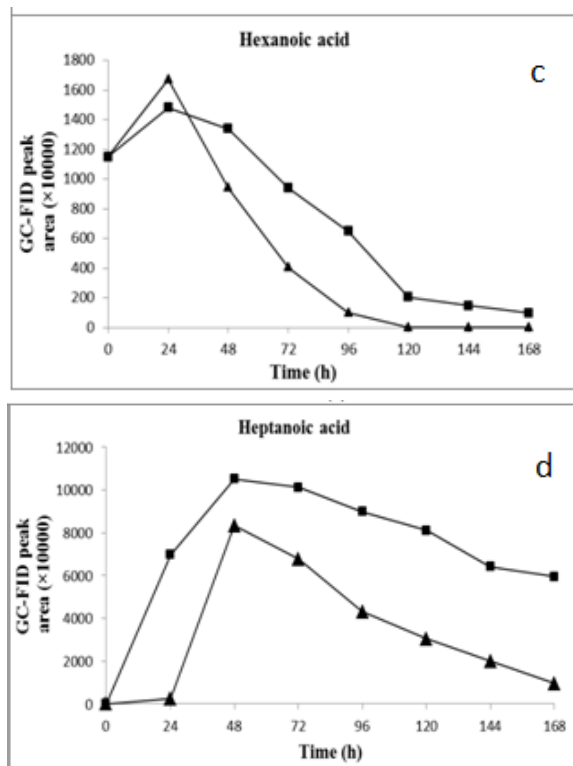 Hexanoic acid
c
1800
1600
1400
1200
1000
800
600
400
200
0
GC-FID peak
area (×10000)
0 24 48 72 96 120 144 168
Time (h)
Heptanoic acid
d
12000
10000
8000
6000
4000
2000
0
GC-FID peak
area (×10000)
0 24 48 72 96 120 144 168
Time (h)